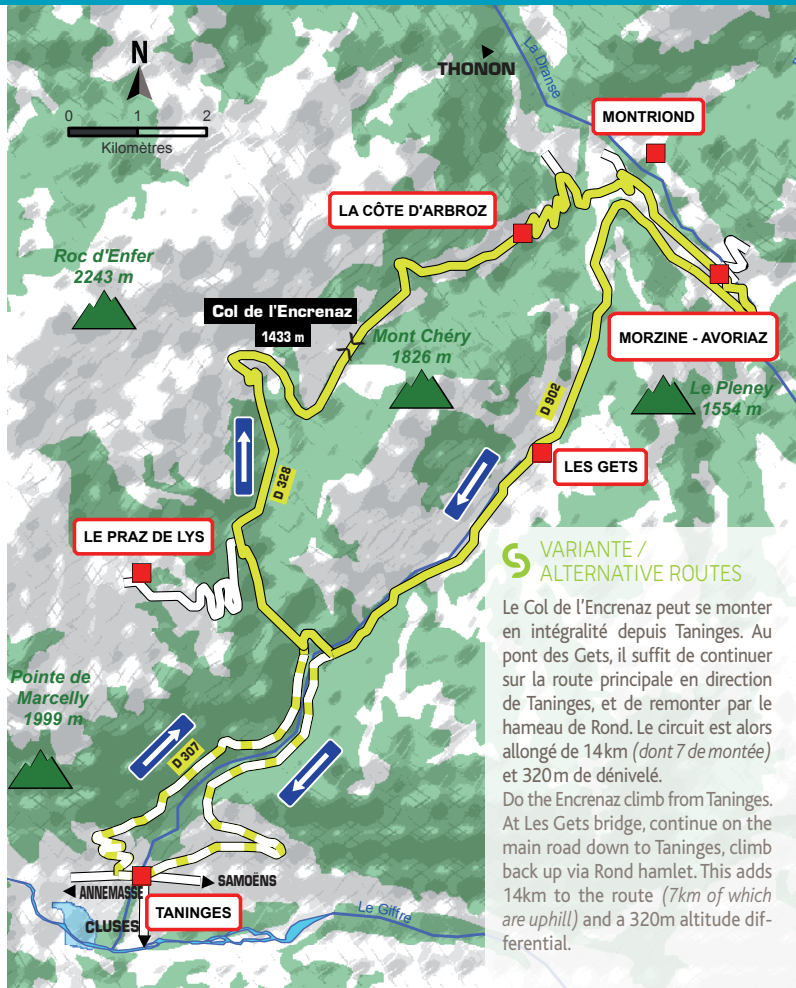 N
THONON
La Dranse
MONTRIOND
0 1 2
Kilomètres
LA CÔTE D'ARBROZ
Roc d'Enfer
2243 m
Col de l'Encrenaz
1433 m
Mont Chéry
1826 m
MORZINE - AVORIAZ
Le Pleney
1554 m
D 902
LES GETS
D 328
LE PRAZ DE LYS
Pointe de
Marcelly
1999 m
D 307
ANNEMASSE
SAMOËNS
TANINGES
CLUSES
Le Giffre
VARIANTE /
ALTERNATIVE ROUTES
Le Col de l'Encrenaz peut se monter
en intégralité depuis Taninges. Au
pont des Gets, il suffit de continuer
sur la route principale en direction
de Taninges, et de remonter par le
hameau de Rond. Le circuit est alors
allongé de 14km (dont 7 de montée)
et 320m de dénivelé.
Do the Encrenaz climb from Taninges.
At Les Gets bridge, continue on the
main road down to Taninges, climb
back up via Rond hamlet. This adds
14km to the route (7km of which
are uphill) and a 320m altitude dif-
ferential.